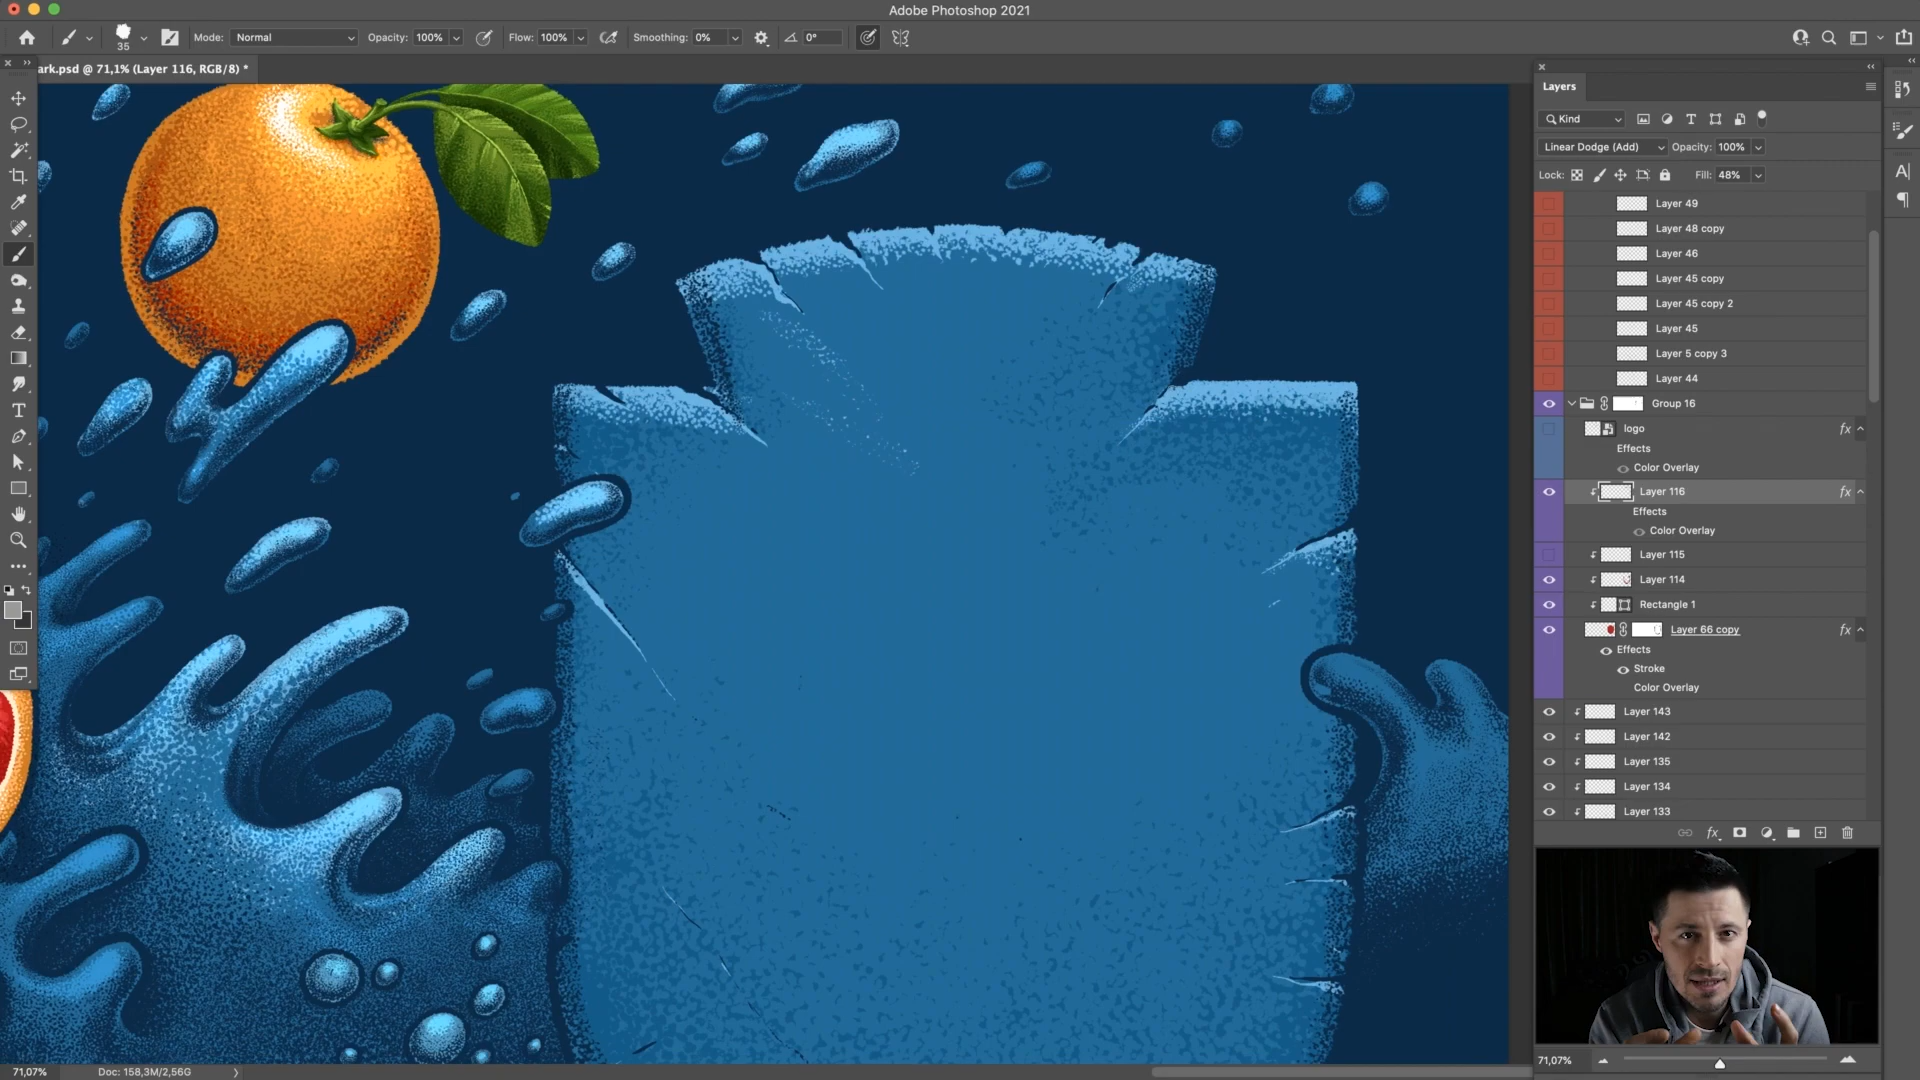 Adobe Photoshop 2021
35
Mode: Normal
Opacity: 100%
Flow: 100%
Smoothing: 0%
0°
ark.psd @ 71,1% (Layer 116, RGB/8) *
Layers
Kind
Linear Dodge (Add)
Opacity: 100%
Lock:
Fill: 48%
Layer 49
Layer 48 copy
Layer 46
Layer 45 copy
Layer 45 copy 2
Layer 45
Layer 5 copy 3
Layer 44
Group 16
logo fx
Effects
Color Overlay
Layer 116 fx
Effects
Color Overlay
Layer 115
Layer 114
Rectangle 1
Layer 66 copy fx
Effects
Stroke
Color Overlay
Layer 143
Layer 142
Layer 135
Layer 134
Layer 133
fx
71,07%
71,07%
Doc: 158,3M/2,56G